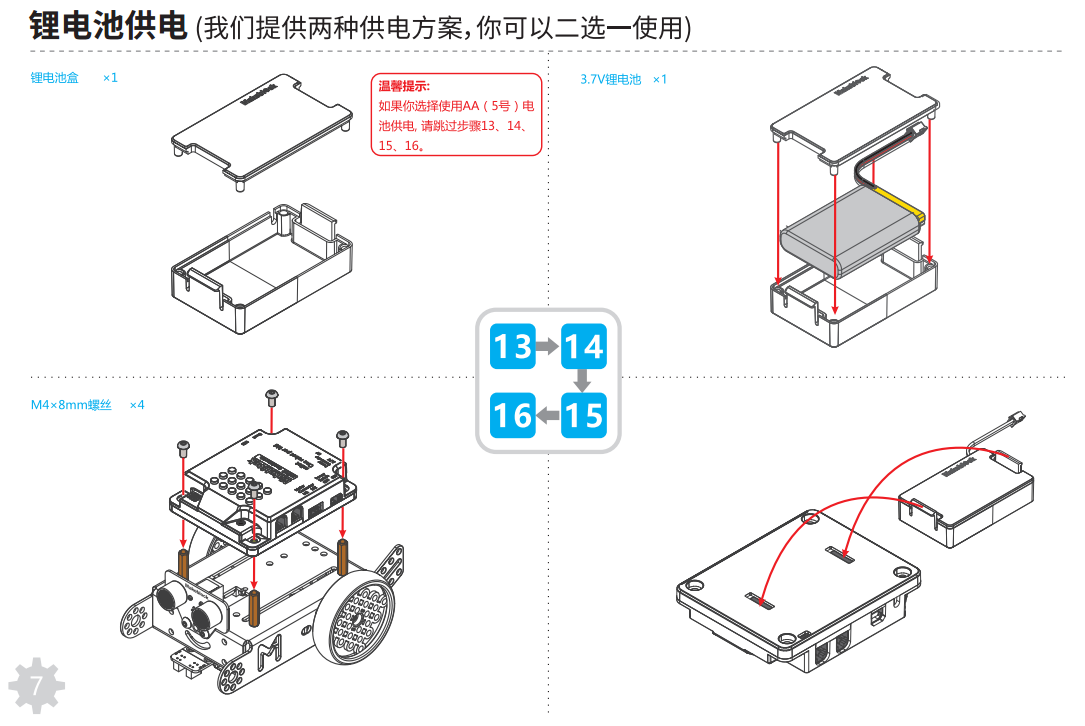 锂电池供电 (我们提供两种供电方案，你可以二选一使用)
锂电池盒 ×1
温馨提示:
如果你选择使用AA（5号）电
池供电, 请跳过步骤13、14、
15、16。
3.7V锂电池 ×1
13
14
16
15
M4×8mm螺丝 ×4
7